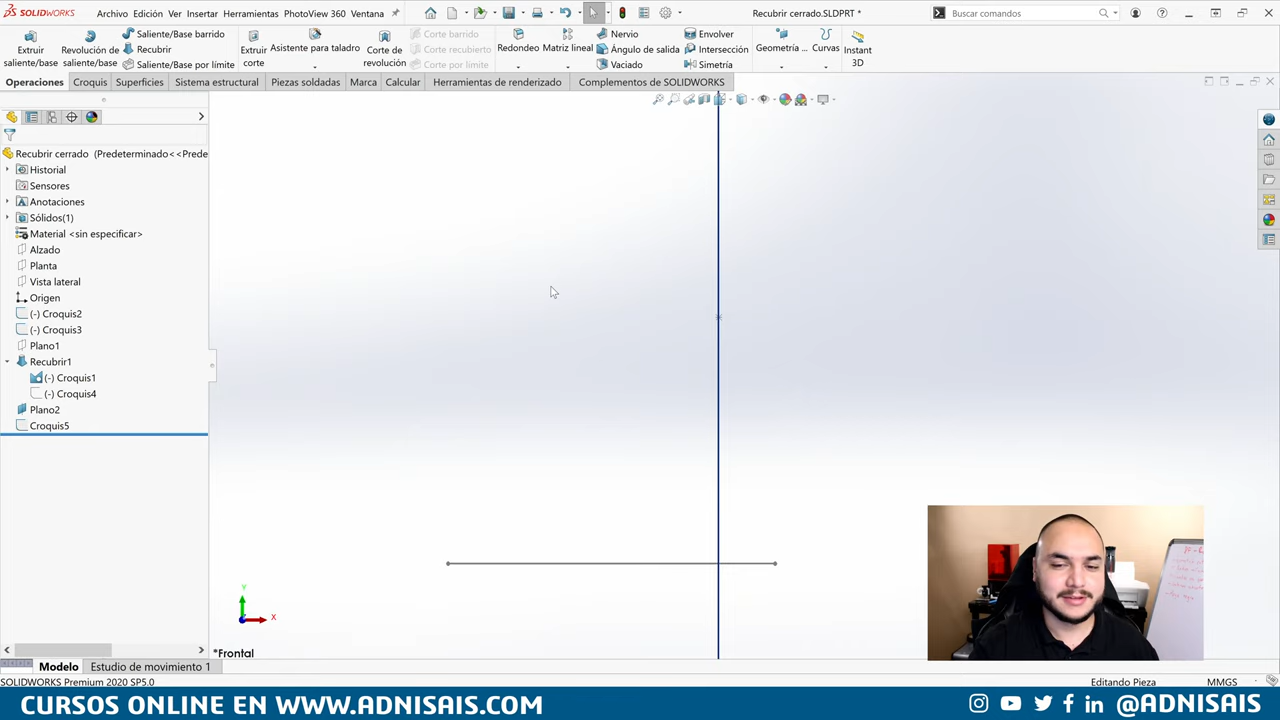 SOLIDWORKS Archivo Edición Ver Insertar Herramientas PhotoView 360 Ventana Recubrir cerrado.SLDPRT * Buscar comandos
Extruir saliente/base
Revolución de saliente/base
Saliente/Base barrido
Recubrir
Saliente/Base por límite
Extruir corte
Asistente para taladro
Corte de revolución
Corte barrido
Corte recubierto
Corte por límite
Redondeo
Matriz lineal
Nervio
Ángulo de salida
Vaciado
Envolver
Intersección
Simetría
Geometría ...
Curvas
Instant 3D
Operaciones Croquis Superficies Sistema estructural Piezas soldadas Marca Calcular Herramientas de renderizado Complementos de SOLIDWORKS
Recubrir cerrado (Predeterminado<<Prede
Historial
Sensores
Anotaciones
Sólidos(1)
Material <sin especificar>
Alzado
Planta
Vista lateral
Origen
(-) Croquis2
(-) Croquis3
Plano1
Recubrir1
(-) Croquis1
(-) Croquis4
Plano2
Croquis5
Y
X
*Frontal
Modelo Estudio de movimiento 1
SOLIDWORKS Premium 2020 SP5.0 Editando Pieza MMGS
CURSOS ONLINE EN WWW.ADNISAIS.COM @ADNISAIS